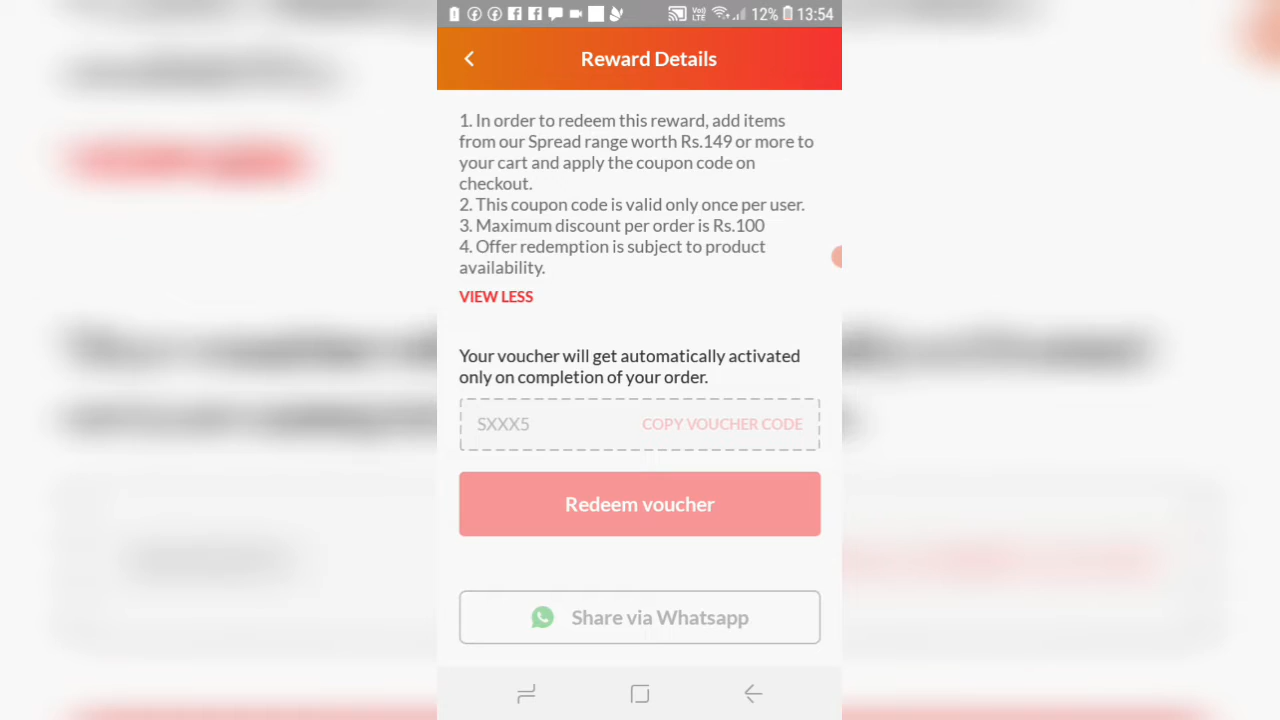 12% 13:54
Reward Details
1. In order to redeem this reward, add items
from our Spread range worth Rs.149 or more to
your cart and apply the coupon code on
checkout.
2. This coupon code is valid only once per user.
3. Maximum discount per order is Rs.100
4. Offer redemption is subject to product
availability.
VIEW LESS
Your voucher will get automatically activated
only on completion of your order.
SXXX5 COPY VOUCHER CODE
Redeem voucher
Share via Whatsapp